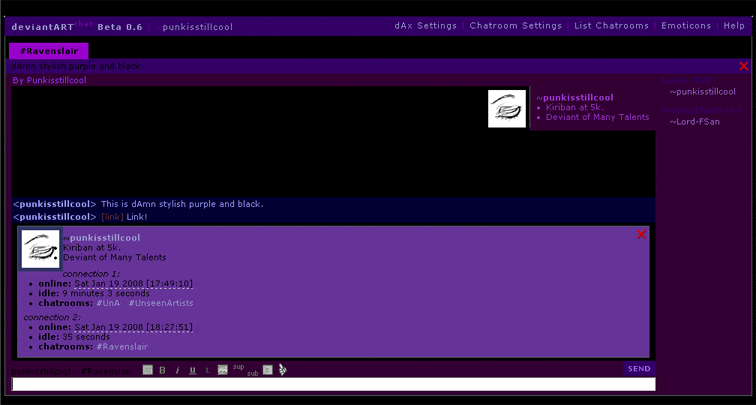 deviantART chat Beta 0.6 ~punkisstillcool dAx Settings Chatroom Settings List Chatrooms Emoticons Help
#Ravenslair
dAmn stylish purple and black.
By Punkisstillcool
~punkisstillcool
• Kiriban at 5k.
• Deviant of Many Talents
~punkisstillcool
~Lord-FSan
<punkisstillcool> This is dAmn stylish purple and black.
<punkisstillcool> [link] Link!
~punkisstillcool
Kiriban at 5k.
Deviant of Many Talents
connection 1:
• online: Sat Jan 19 2008 [17:49:10]
• idle: 9 minutes 3 seconds
• chatrooms: #UnA #UnseenArtists
connection 2:
• online: Sat Jan 19 2008 [18:27:51]
• idle: 35 seconds
• chatrooms: #Ravenslair
punkisstillcool #Ravenslair B i u sup sub SEND